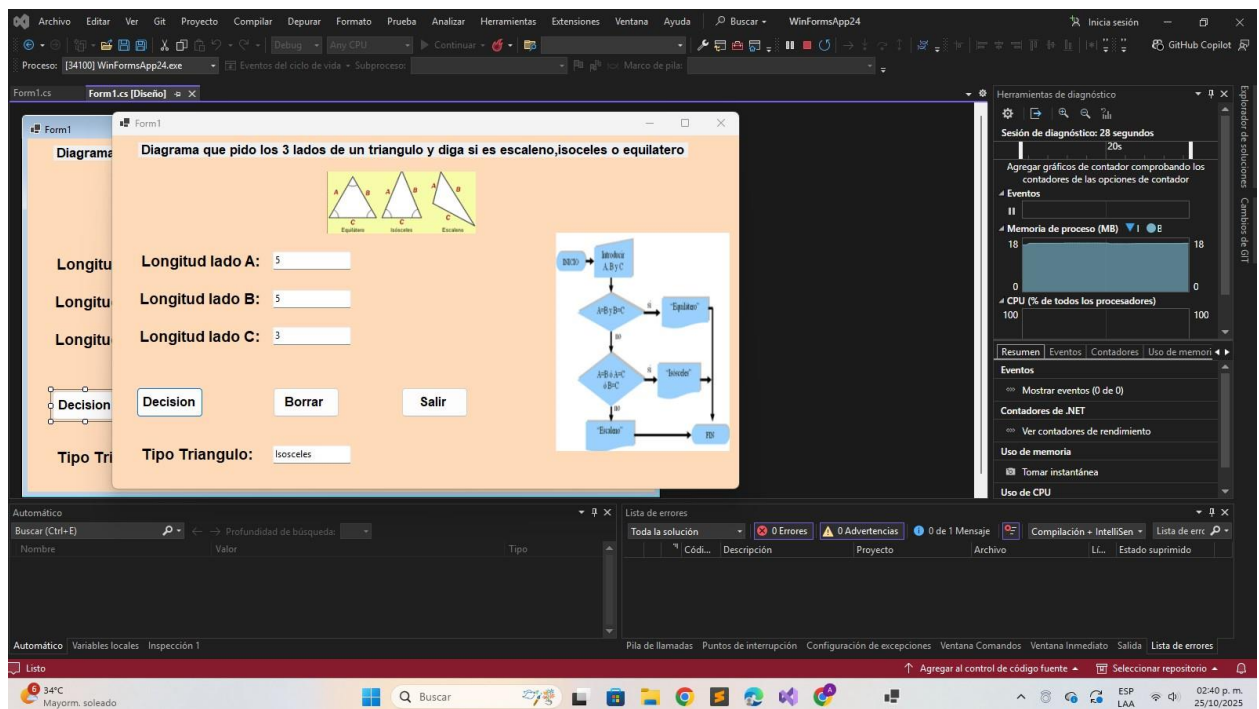 Archivo Editar Ver Git Proyecto Compilar Depurar Formato Prueba Analizar Herramientas Extensiones Ventana Ayuda Buscar WinFormsApp24 Inicia sesión
Debug Any CPU Continuar GitHub Copilot
Proceso: [34100] WinFormsApp24.exe Eventos del ciclo de vida Subproceso: Marco de pila:
Form1.cs Form1.cs [Diseño]
Form1
Diagrama
Longitu
Longitu
Longitu
Decision
Tipo Tri
Form1
Diagrama que pido los 3 lados de un triangulo y diga si es escaleno,isoceles o equilatero
A B A B A B
C C C
Equilátero Isósceles Escaleno
Longitud lado A: 5
Longitud lado B: 5
Longitud lado C: 3
Decision Borrar Salir
Tipo Triangulo: Isosceles
INICIO
Introducir
A,B y C
A=B y B=C
si
"Equilátero"
no
A=B ó A=C
ó B=C
si
"Isosceles"
no
"Escaleno"
FIN
Herramientas de diagnóstico
Sesión de diagnóstico: 28 segundos
20s
Agregar gráficos de contador comprobando los
contadores de las opciones de contador
Eventos
Memoria de proceso (MB)
18 18
0 0
CPU (% de todos los procesadores)
100 100
Resumen Eventos Contadores Uso de memori
Eventos
Mostrar eventos (0 de 0)
Contadores de .NET
Ver contadores de rendimiento
Uso de memoria
Tomar instantánea
Uso de CPU
Explorador de soluciones
Cambios de GIT
Automático
Buscar (Ctrl+E) Profundidad de búsqueda:
Nombre Valor Tipo
Automático Variables locales Inspección 1
Lista de errores
Toda la solución 0 Errores 0 Advertencias 0 de 1 Mensaje Compilación + IntelliSen Lista de errc
Códi... Descripción Proyecto Archivo Lí... Estado suprimido
Pila de llamadas Puntos de interrupción Configuración de excepciones Ventana Comandos Ventana Inmediato Salida Lista de errores
Listo Agregar al control de código fuente Seleccionar repositorio
6
34°C
Mayorm. soleado
Buscar
ESP
LAA
02:40 p. m.
25/10/2025